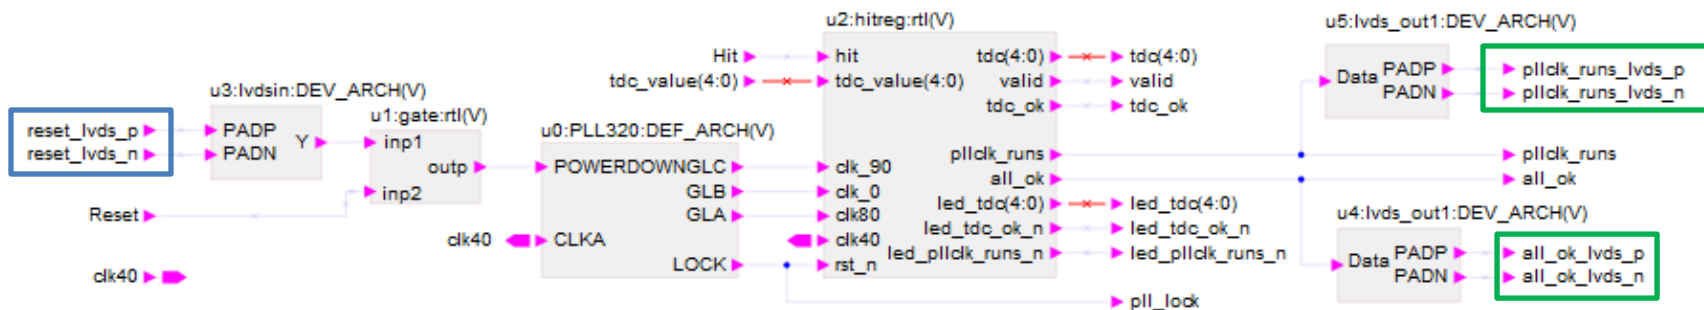 u2:hitreg:rtl(V)
u5:lvds_out1:DEV_ARCH(V)
Hit
hit
tdc(4:0)
tdc(4:0)
tdc_value(4:0)
tdc_value(4:0)
valid
valid
tdc_ok
tdc_ok
Data
PADP
PADN
pllclk_runs_lvds_p
pllclk_runs_lvds_n
u3:lvdsin:DEV_ARCH(V)
u1:gate:rtl(V)
u0:PLL320:DEF_ARCH(V)
reset_lvds_p
reset_lvds_n
PADP
PADN
Y
inp1
outp
inp2
Reset
clk40
POWERDOWN
GLC
GLB
GLA
clk40
CLKA
LOCK
clk_90
clk_0
clk80
clk40
rst_n
pllclk_runs
all_ok
led_tdc(4:0)
led_tdc_ok_n
led_pllclk_runs_n
pllclk_runs
all_ok
led_tdc(4:0)
led_tdc_ok_n
led_pllclk_runs_n
pll_lock
u4:lvds_out1:DEV_ARCH(V)
Data
PADP
PADN
all_ok_lvds_p
all_ok_lvds_n